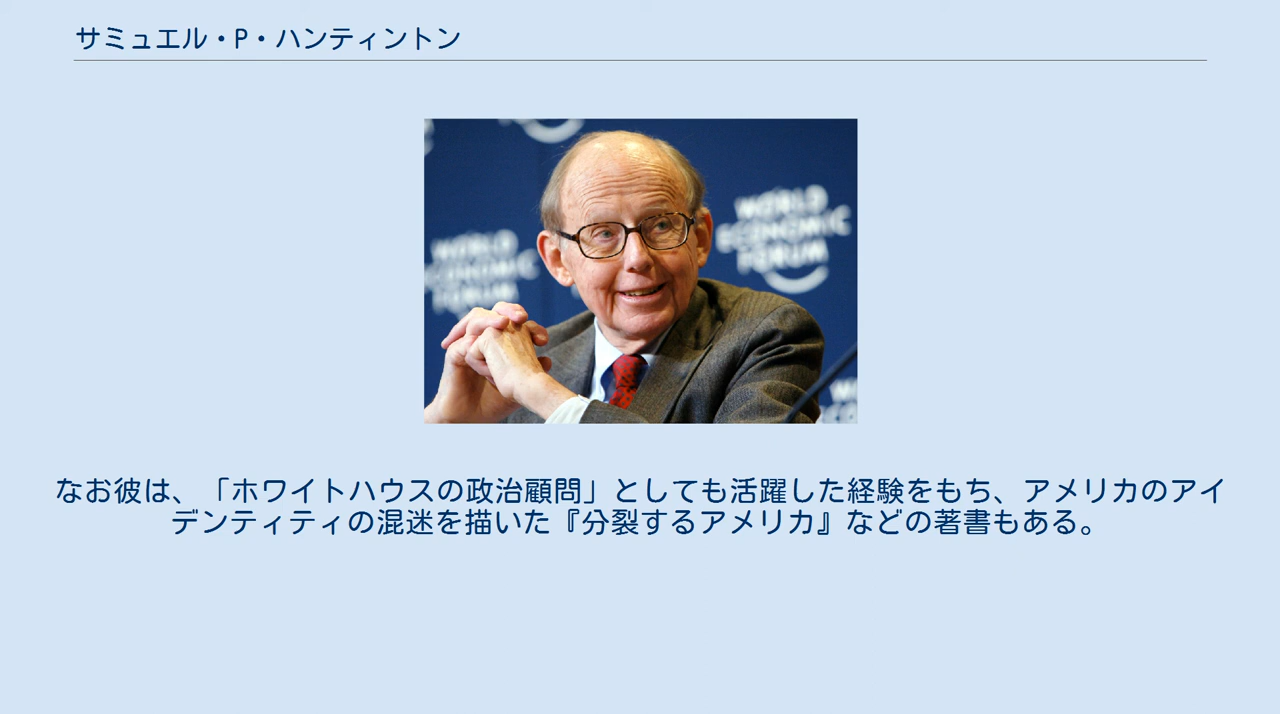 サミュエル・P・ハンティントン
WORLD
ECONOMIC
FORUM
WORLD
ECONOMIC
FORUM
なお彼は、「ホワイトハウスの政治顧問」としても活躍した経験をもち、アメリカのアイ
デンティティの混迷を描いた『分裂するアメリカ』などの著書もある。